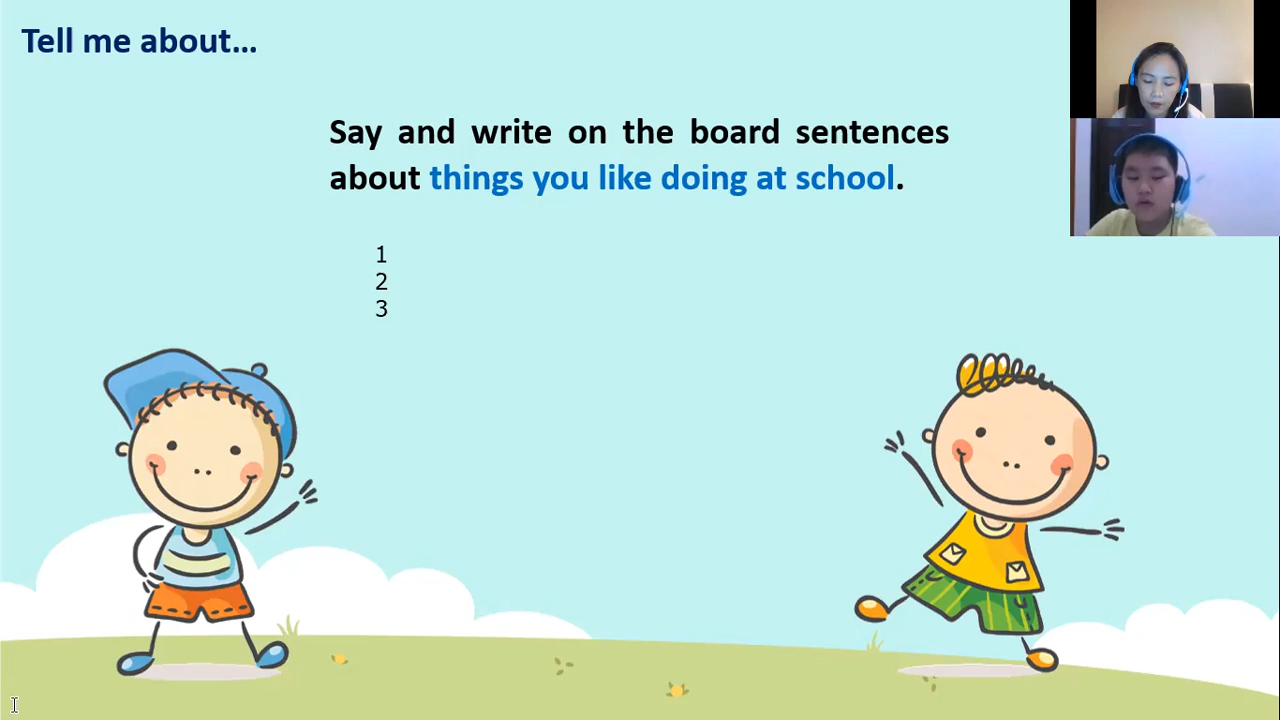 Tell me about…
Say and write on the board sentences
about things you like doing at school.
1
2
3